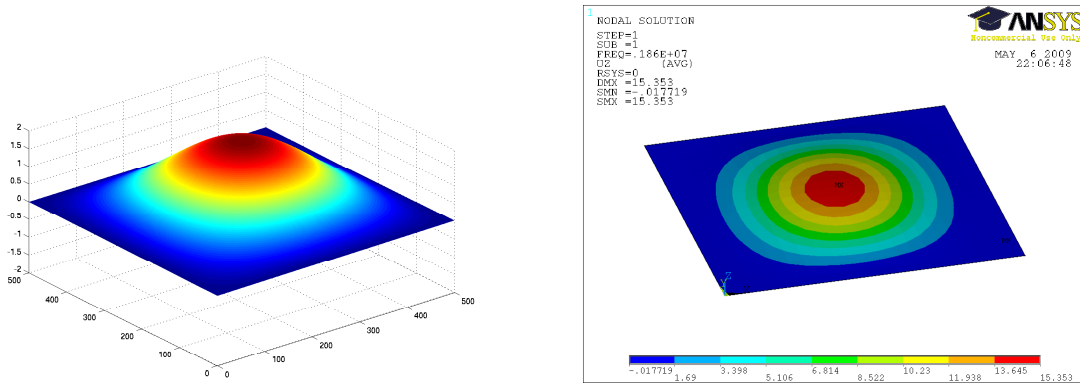 2
1.5
1
0.5
0
-0.5
-1
-1.5
-2
500
400
300
200
100
0
0
100
200
300
400
500
1
NODAL SOLUTION
STEP=1
SUB =1
FREQ=.186E+07
UZ (AVG)
RSYS=0
DMX =15.353
SMN =-.017719
SMX =15.353
ANSYS
Noncommercial Use Only
MAY 6 2009
22:06:48
MX
Z
-.017719 3.398 6.814 10.23 13.645
1.69 5.106 8.522 11.938 15.353